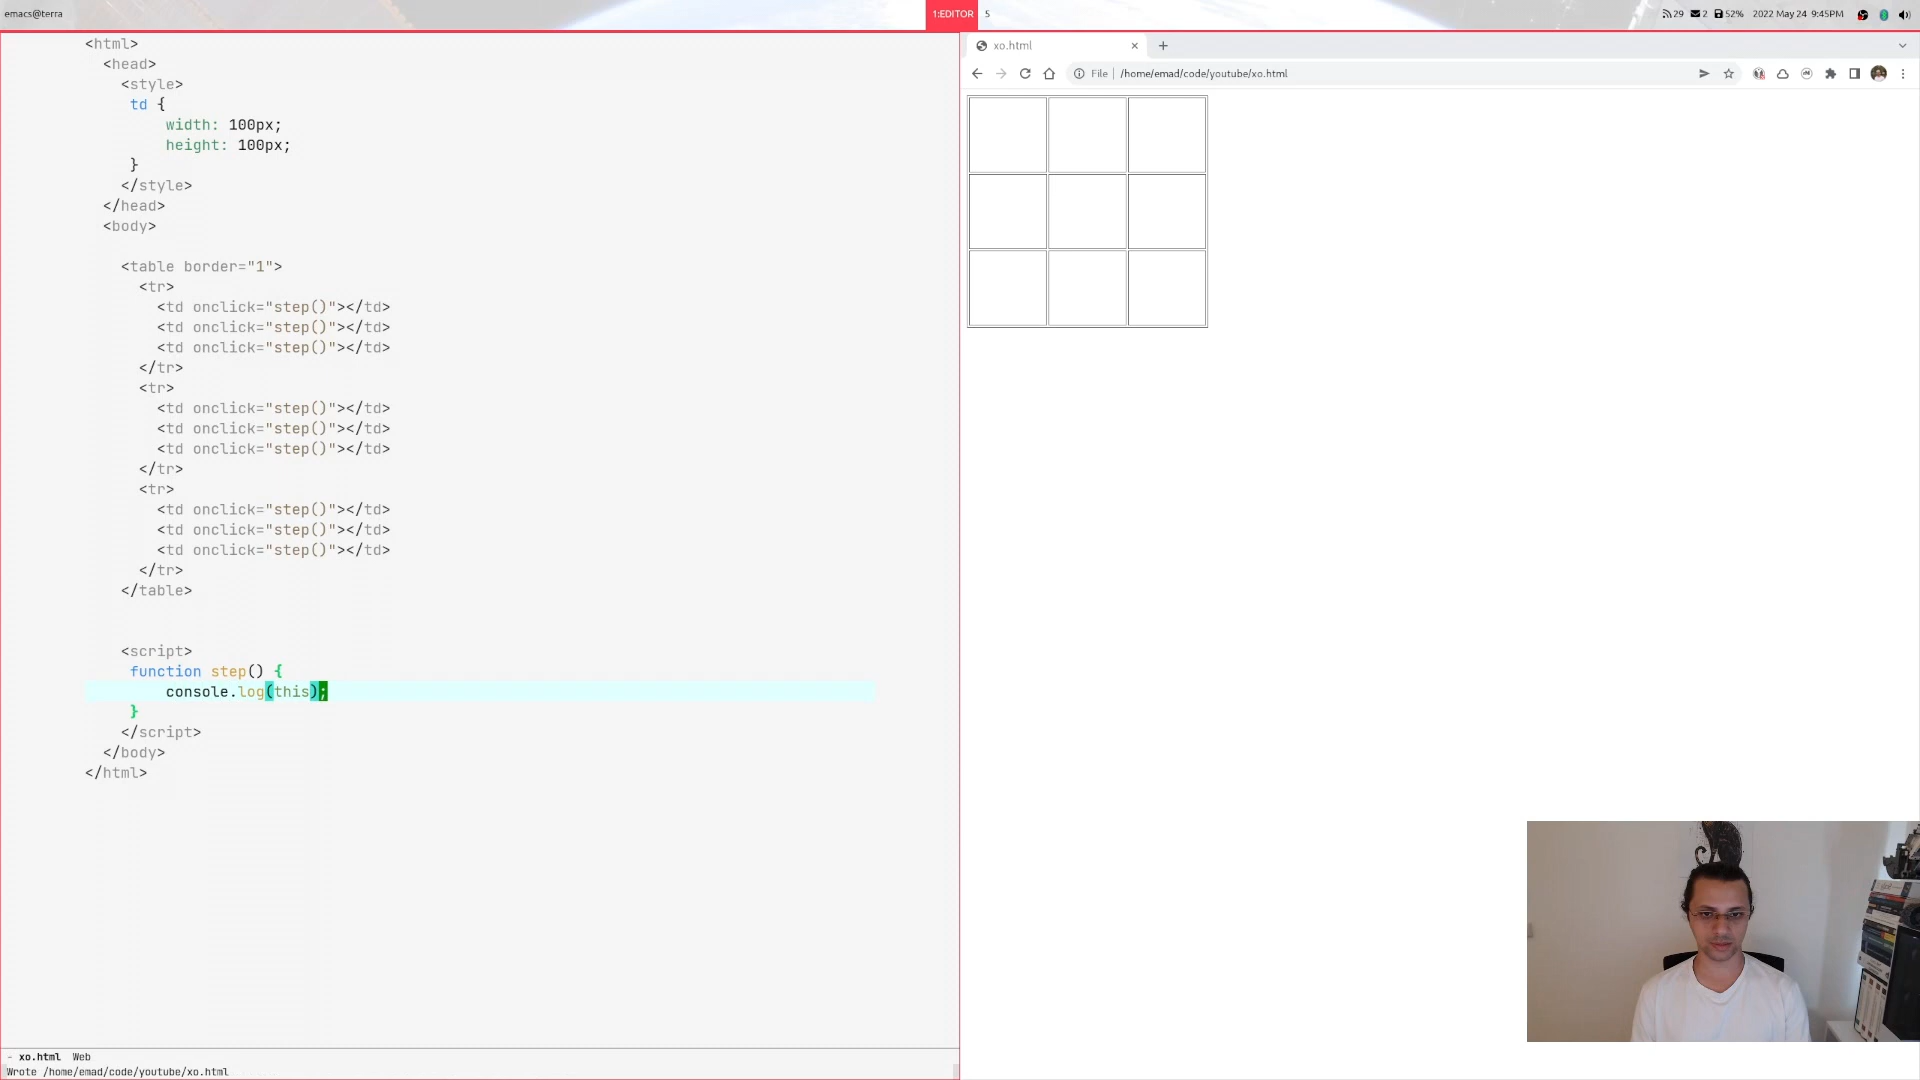 emacs@terra
1:EDITOR 5
29 2 52% 2022 May 24 9:45PM
<html>
<head>
<style>
td {
width: 100px;
height: 100px;
}
</style>
</head>
<body>
<table border="1">
<tr>
<td onclick="step()"></td>
<td onclick="step()"></td>
<td onclick="step()"></td>
</tr>
<tr>
<td onclick="step()"></td>
<td onclick="step()"></td>
<td onclick="step()"></td>
</tr>
<tr>
<td onclick="step()"></td>
<td onclick="step()"></td>
<td onclick="step()"></td>
</tr>
</table>
<script>
function step() {
console.log(this);
}
</script>
</body>
</html>
- xo.html Web
Wrote /home/emad/code/youtube/xo.html
xo.html
File /home/emad/code/youtube/xo.html